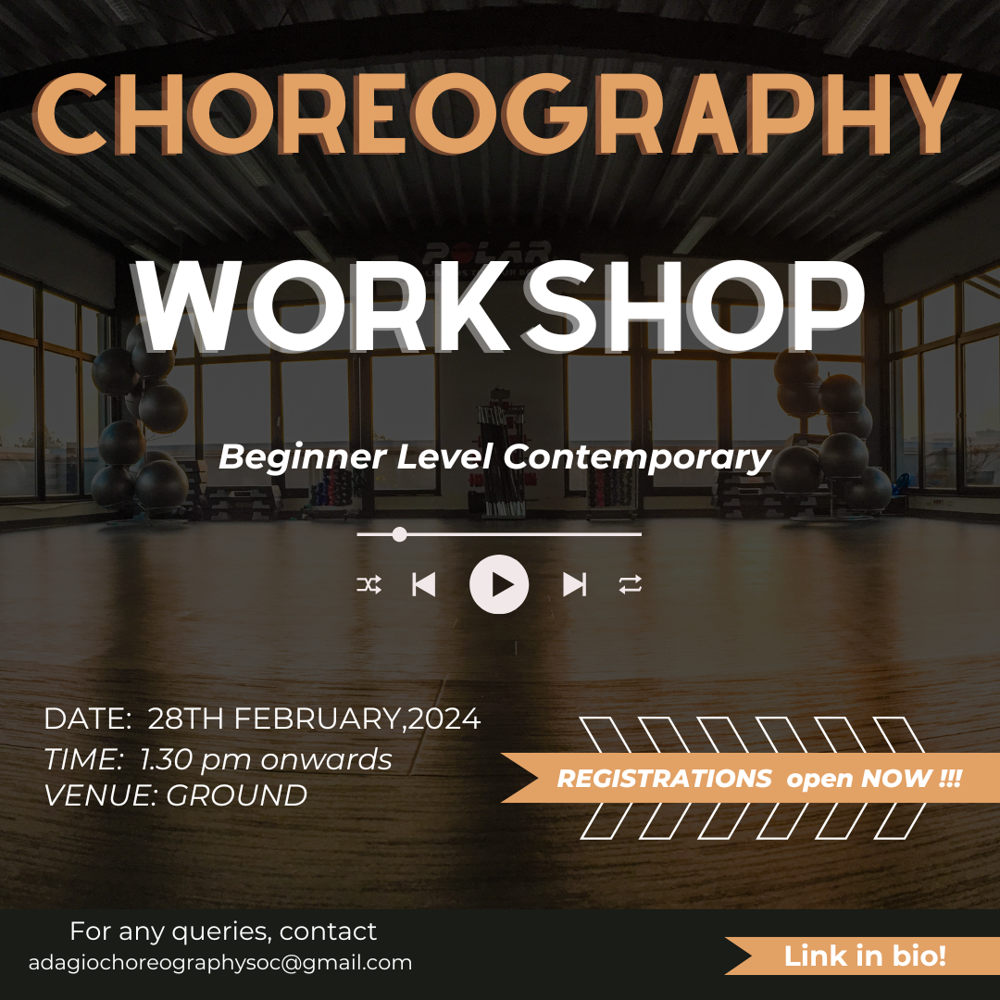 CHOREOGRAPHY
POLAR
WORKSHOP
Beginner Level Contemporary
DATE: 28TH FEBRUARY,2024
TIME: 1.30 pm onwards
VENUE: GROUND
REGISTRATIONS open NOW !!!
For any queries, contact
adagiochoreographysoc@gmail.com
Link in bio!